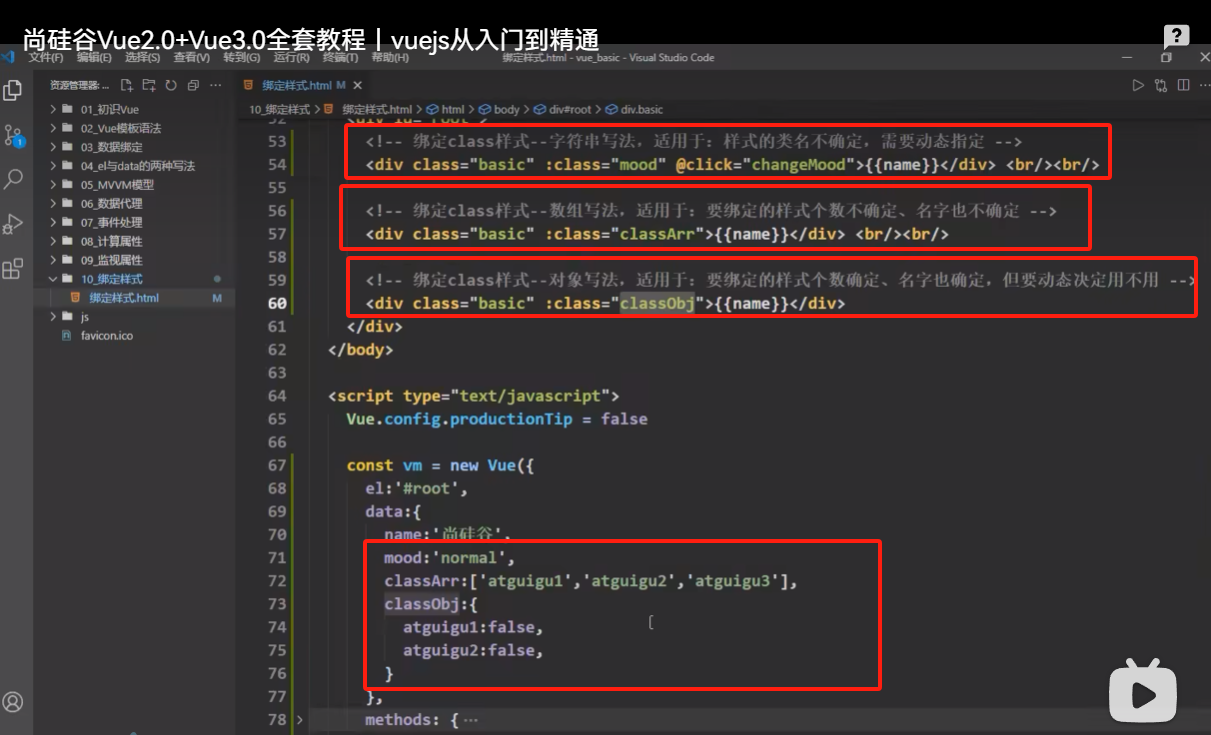 尚硅谷Vue2.0+Vue3.0全套教程丨vuejs从入门到精通
文件(F) 编辑(E) 选择(S) 查看(V) 转到(G) 运行(R) 终端(T) 帮助(H) 绑定样式.html - vue_basic - Visual Studio Code
资源管理器... 绑定样式.html M
10_绑定样式 > 绑定样式.html > html > body > div#root > div.basic
01_初识Vue
02_Vue模板语法
03_数据绑定
04_el与data的两种写法
05_MVVM模型
06_数据代理
07_事件处理
08_计算属性
09_监视属性
10_绑定样式
绑定样式.html M
js
favicon.ico
1
52 <div id="root">
53 <!-- 绑定class样式--字符串写法，适用于：样式的类名不确定，需要动态指定 -->
54 <div class="basic" :class="mood" @click="changeMood">{{name}}</div> <br/><br/>
55
56 <!-- 绑定class样式--数组写法，适用于：要绑定的样式个数不确定、名字也不确定 -->
57 <div class="basic" :class="classArr">{{name}}</div> <br/><br/>
58
59 <!-- 绑定class样式--对象写法，适用于：要绑定的样式个数确定、名字也确定，但要动态决定用不用 -->
60 <div class="basic" :class="classObj">{{name}}</div>
61 </div>
62 </body>
63
64 <script type="text/javascript">
65 Vue.config.productionTip = false
66
67 const vm = new Vue({
68 el:'#root',
69 data:{
70 name:'尚硅谷',
71 mood:'normal',
72 classArr:['atguigu1','atguigu2','atguigu3'],
73 classObj:{
74 atguigu1:false,
75 atguigu2:false,
76 }
77 },
78 methods: {…